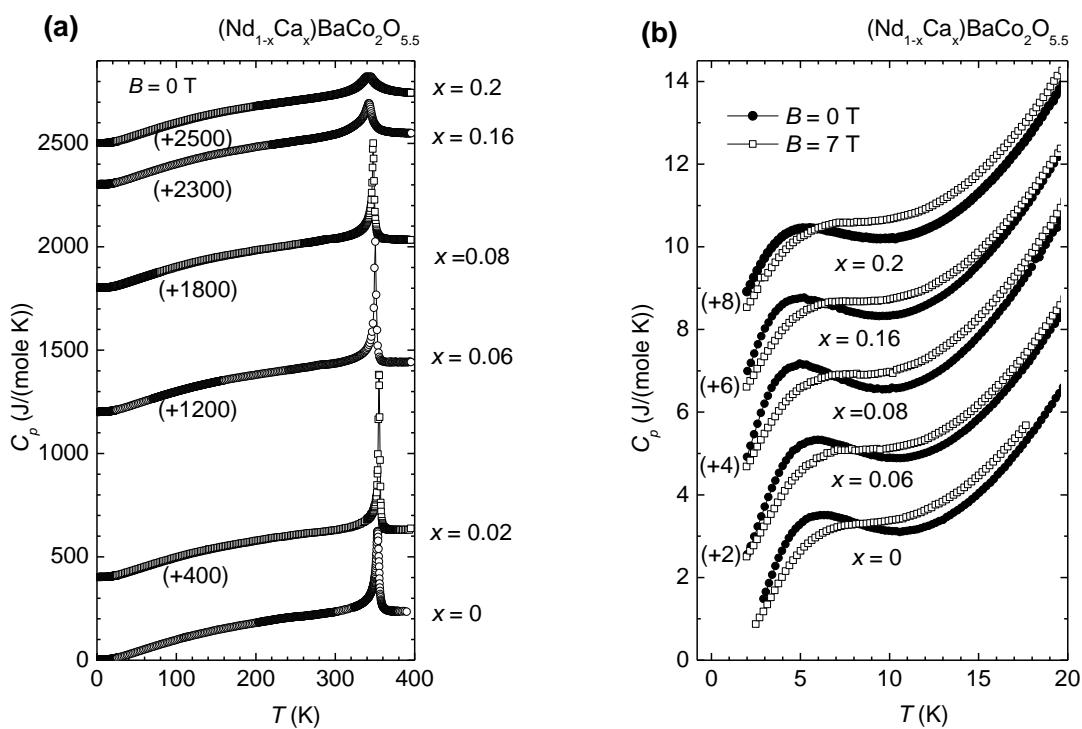 (a)
(Nd1-xCax)BaCo2O5.5
B = 0 T
x = 0.2
(+2500)
x = 0.16
(+2300)
x =0.08
(+1800)
x = 0.06
(+1200)
x = 0.02
(+400)
x = 0
2500
2000
1500
1000
500
0
Cp (J/(mole K))
0 100 200 300 400
T (K)
(b)
(Nd1-xCax)BaCo2O5.5
B = 0 T
B = 7 T
x = 0.2
(+8)
x = 0.16
(+6)
x =0.08
(+4)
x = 0.06
(+2)
x = 0
14
12
10
8
6
4
2
0
Cp (J/(mole K))
0 5 10 15 20
T (K)